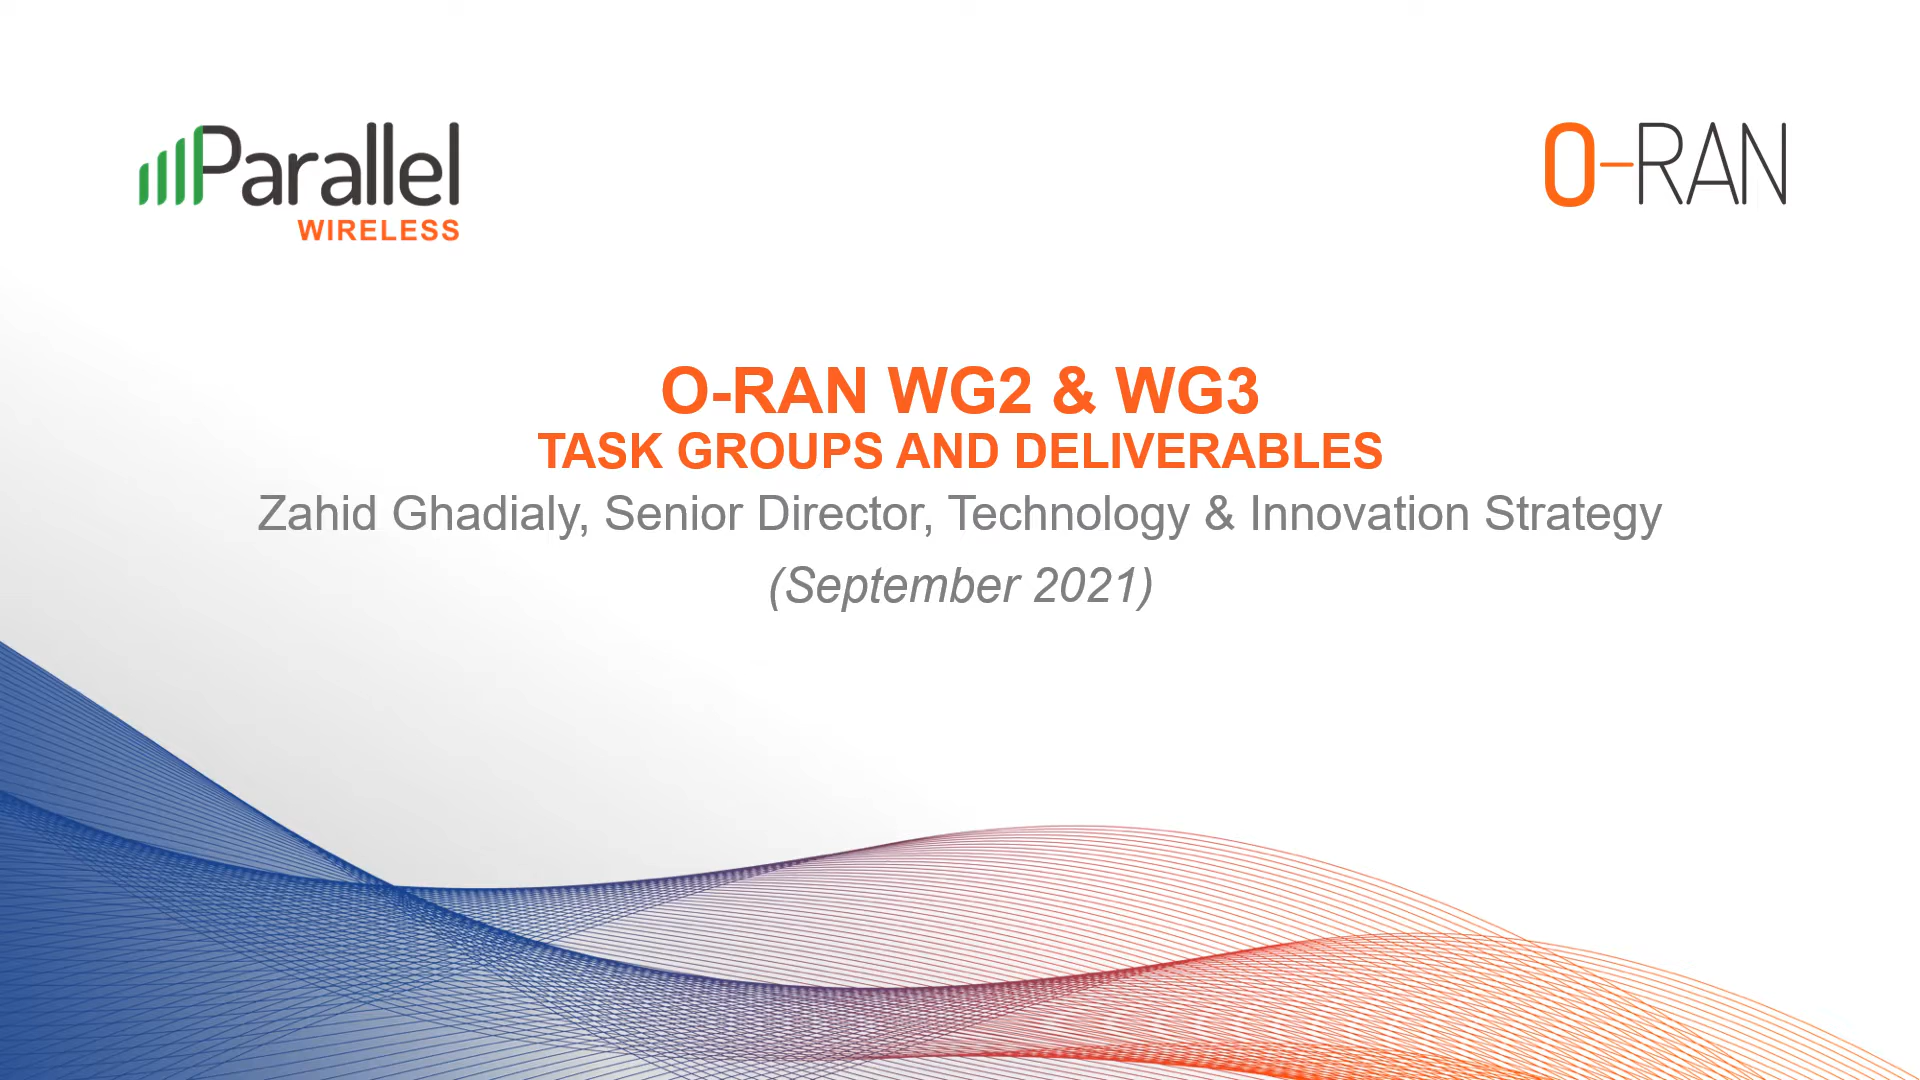 Parallel
WIRELESS
O-RAN
O-RAN WG2 & WG3
TASK GROUPS AND DELIVERABLES
Zahid Ghadialy, Senior Director, Technology & Innovation Strategy
(September 2021)